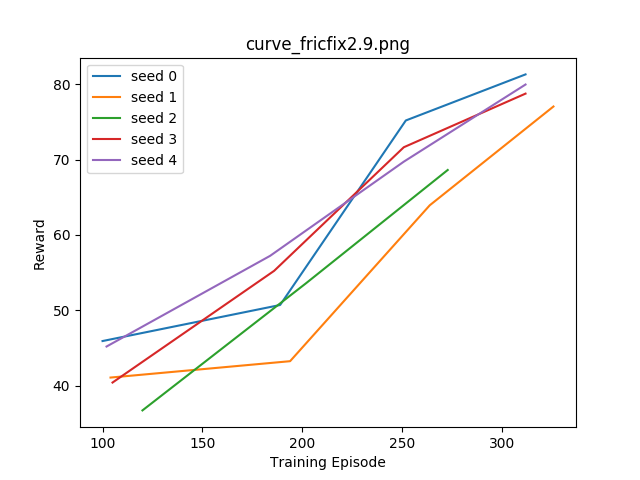 curve_fricfix2.9.png
seed 0
seed 1
seed 2
seed 3
seed 4
Reward
80
70
60
50
40
100 150 200 250 300
Training Episode